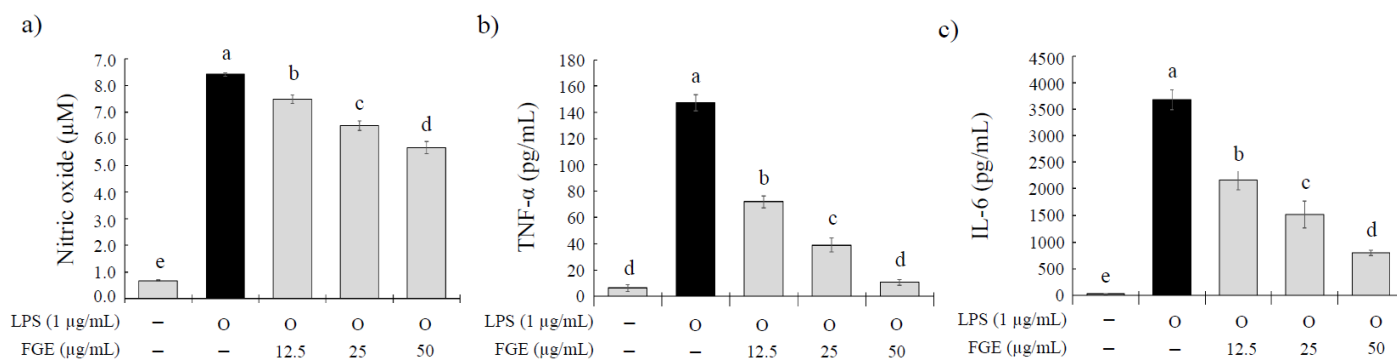 a)
Nitric oxide (µM)
7.0
8.0
7.0
6.0
5.0
4.0
3.0
2.0
1.0
0.0
e
a
b
c
d
LPS (1 µg/mL) – O O O O
FGE (µg/mL) – – 12.5 25 50
b)
TNF-α (pg/mL)
180
160
140
120
100
80
60
40
20
0
d
a
b
c
d
LPS (1 µg/mL) – O O O O
FGE (µg/mL) – – 12.5 25 50
c)
IL-6 (pg/mL)
4500
4000
3500
3000
2500
2000
1500
1000
500
0
e
a
b
c
d
LPS (1 µg/mL) – O O O O
FGE (µg/mL) – – 12.5 25 50